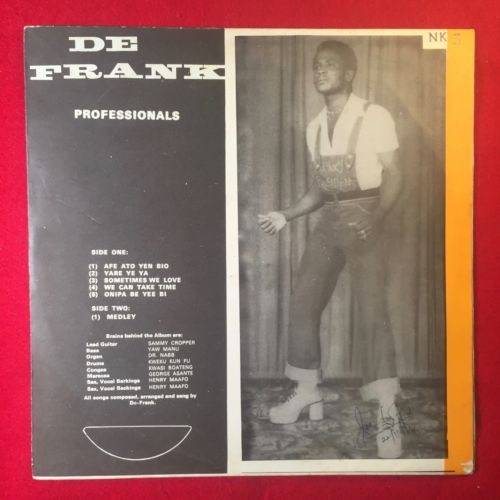 DE
FRANK
PROFESSIONALS
NK
SIDE ONE:
(1) AFE ATO YEN BIO
(2) YARE YE YA
(3) SOMETIMES WE LOVE
(4) WE CAN TAKE TIME
(5) ONIPA BE YEE BI
SIDE TWO:
(1) MEDLEY
Brains behind the Album are:
Lead Guitar SAMMY CROPPER
Bass YAW MANU
Organ DR. NABB
Drums KWEKU KUN FU
Congas KWASI BOATENG
Maracas GEORGE ASANTE
Sax, Vocal Backings HENRY MAAFO
Sax, Vocal Backings HENRY MAAFO
All songs composed, arranged and sang by
De-Frank.